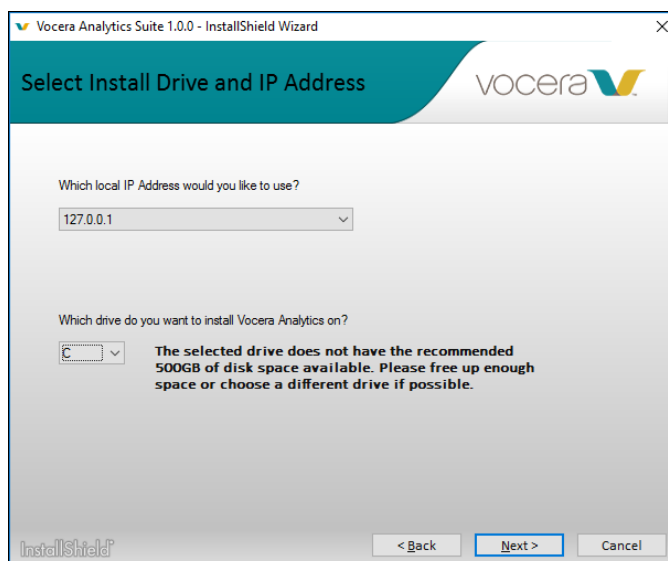 Vocera Analytics Suite 1.0.0 - InstallShield Wizard
Select Install Drive and IP Address
vocera
Which local IP Address would you like to use?
127.0.0.1
Which drive do you want to install Vocera Analytics on?
C
The selected drive does not have the recommended
500GB of disk space available. Please free up enough
space or choose a different drive if possible.
InstallShield
< Back
Next >
Cancel